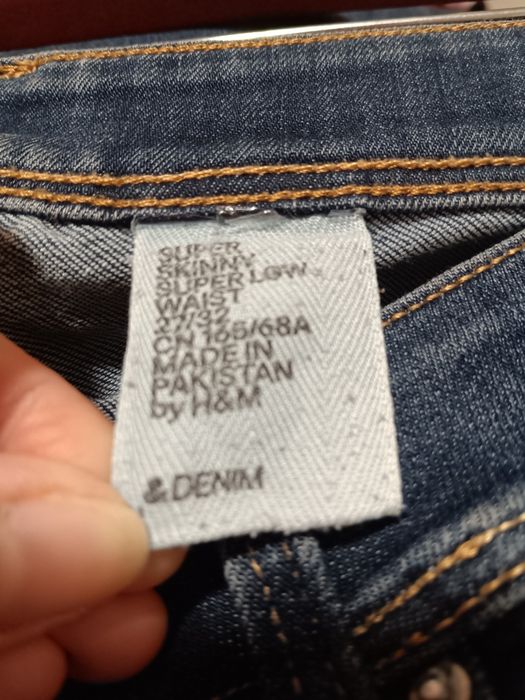 SUPER
SKINNY
SUPER LOW
WAIST
27/32
CN 165/68A
MADE IN
PAKISTAN
by H&M
&DENIM